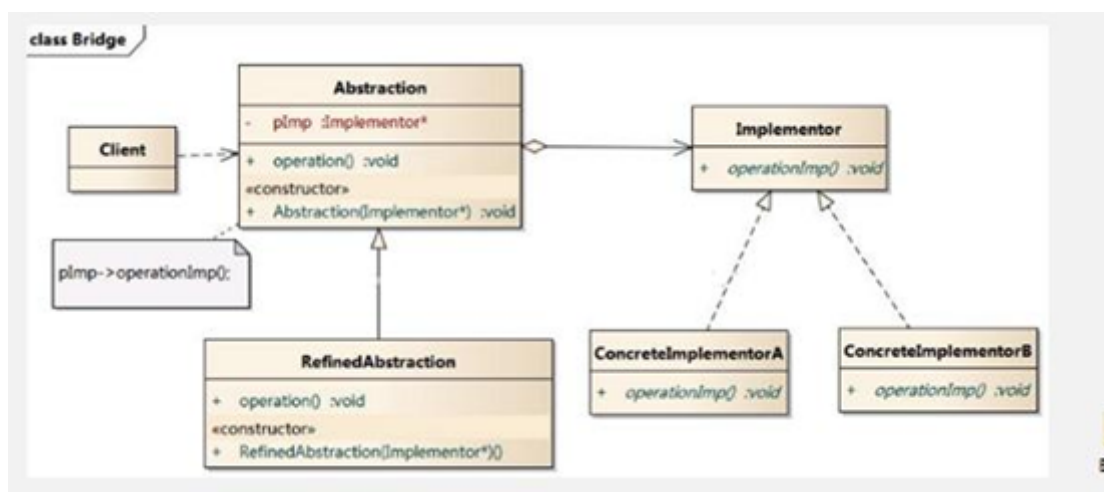 class Bridge
Abstraction
- pImp :Implementor*
+ operation() :void
«constructor»
+ Abstraction(Implementor*) :void
Client
Implementor
+ operationImp() :void
pImp->operationImp();
RefinedAbstraction
+ operation() :void
«constructor»
+ RefinedAbstraction(Implementor*)()
ConcreteImplementorA
+ operationImp() :void
ConcreteImplementorB
+ operationImp() :void